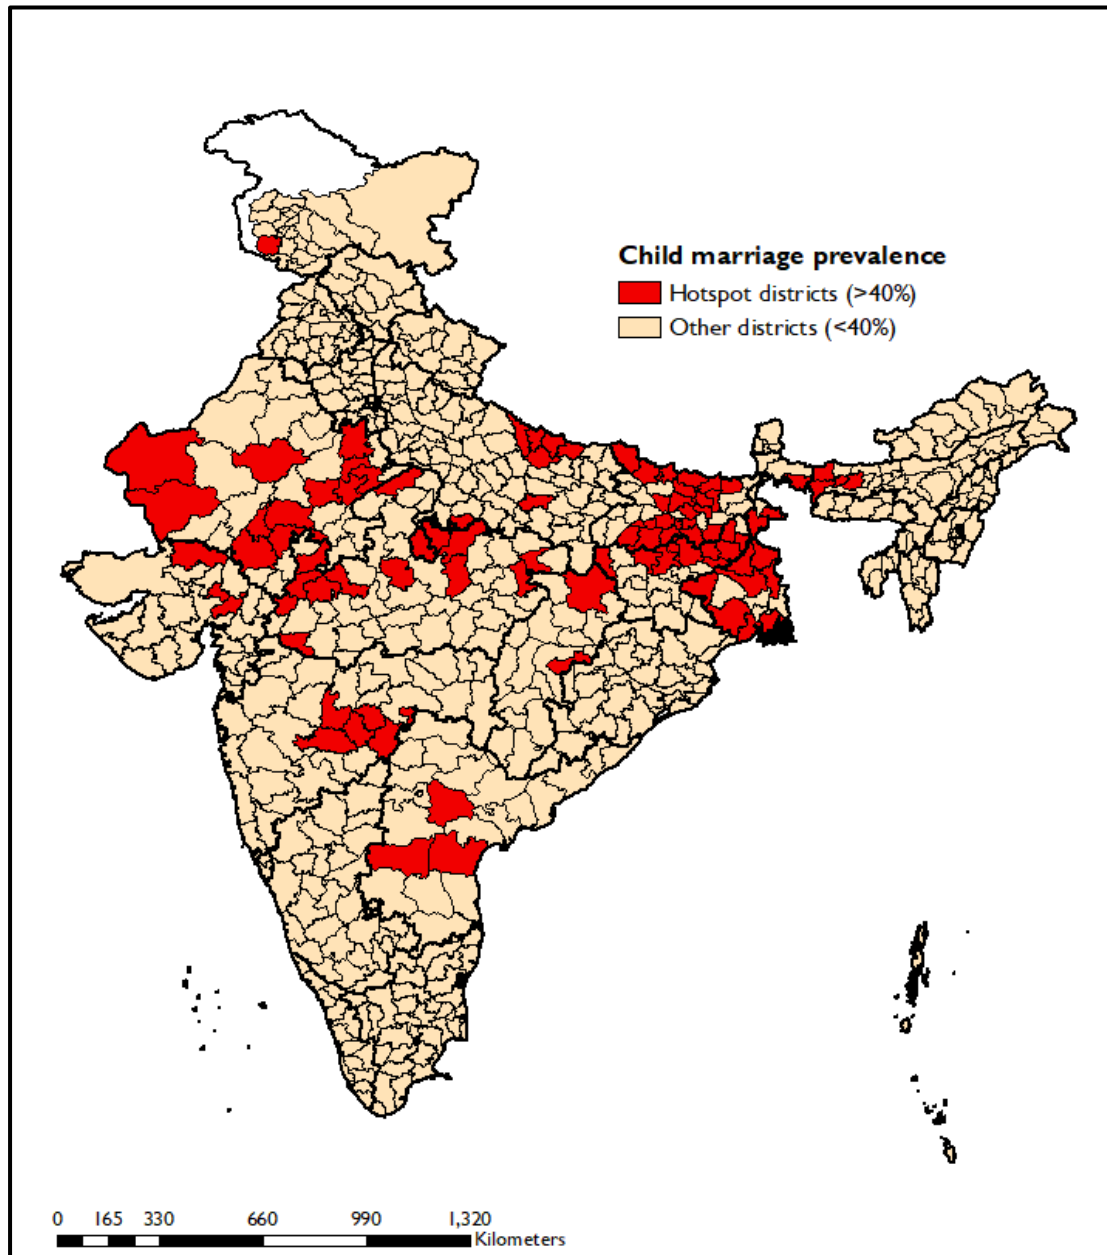 Child marriage prevalence
Hotspot districts (>40%)
Other districts (<40%)
0 165 330 660 990 1,320
Kilometers